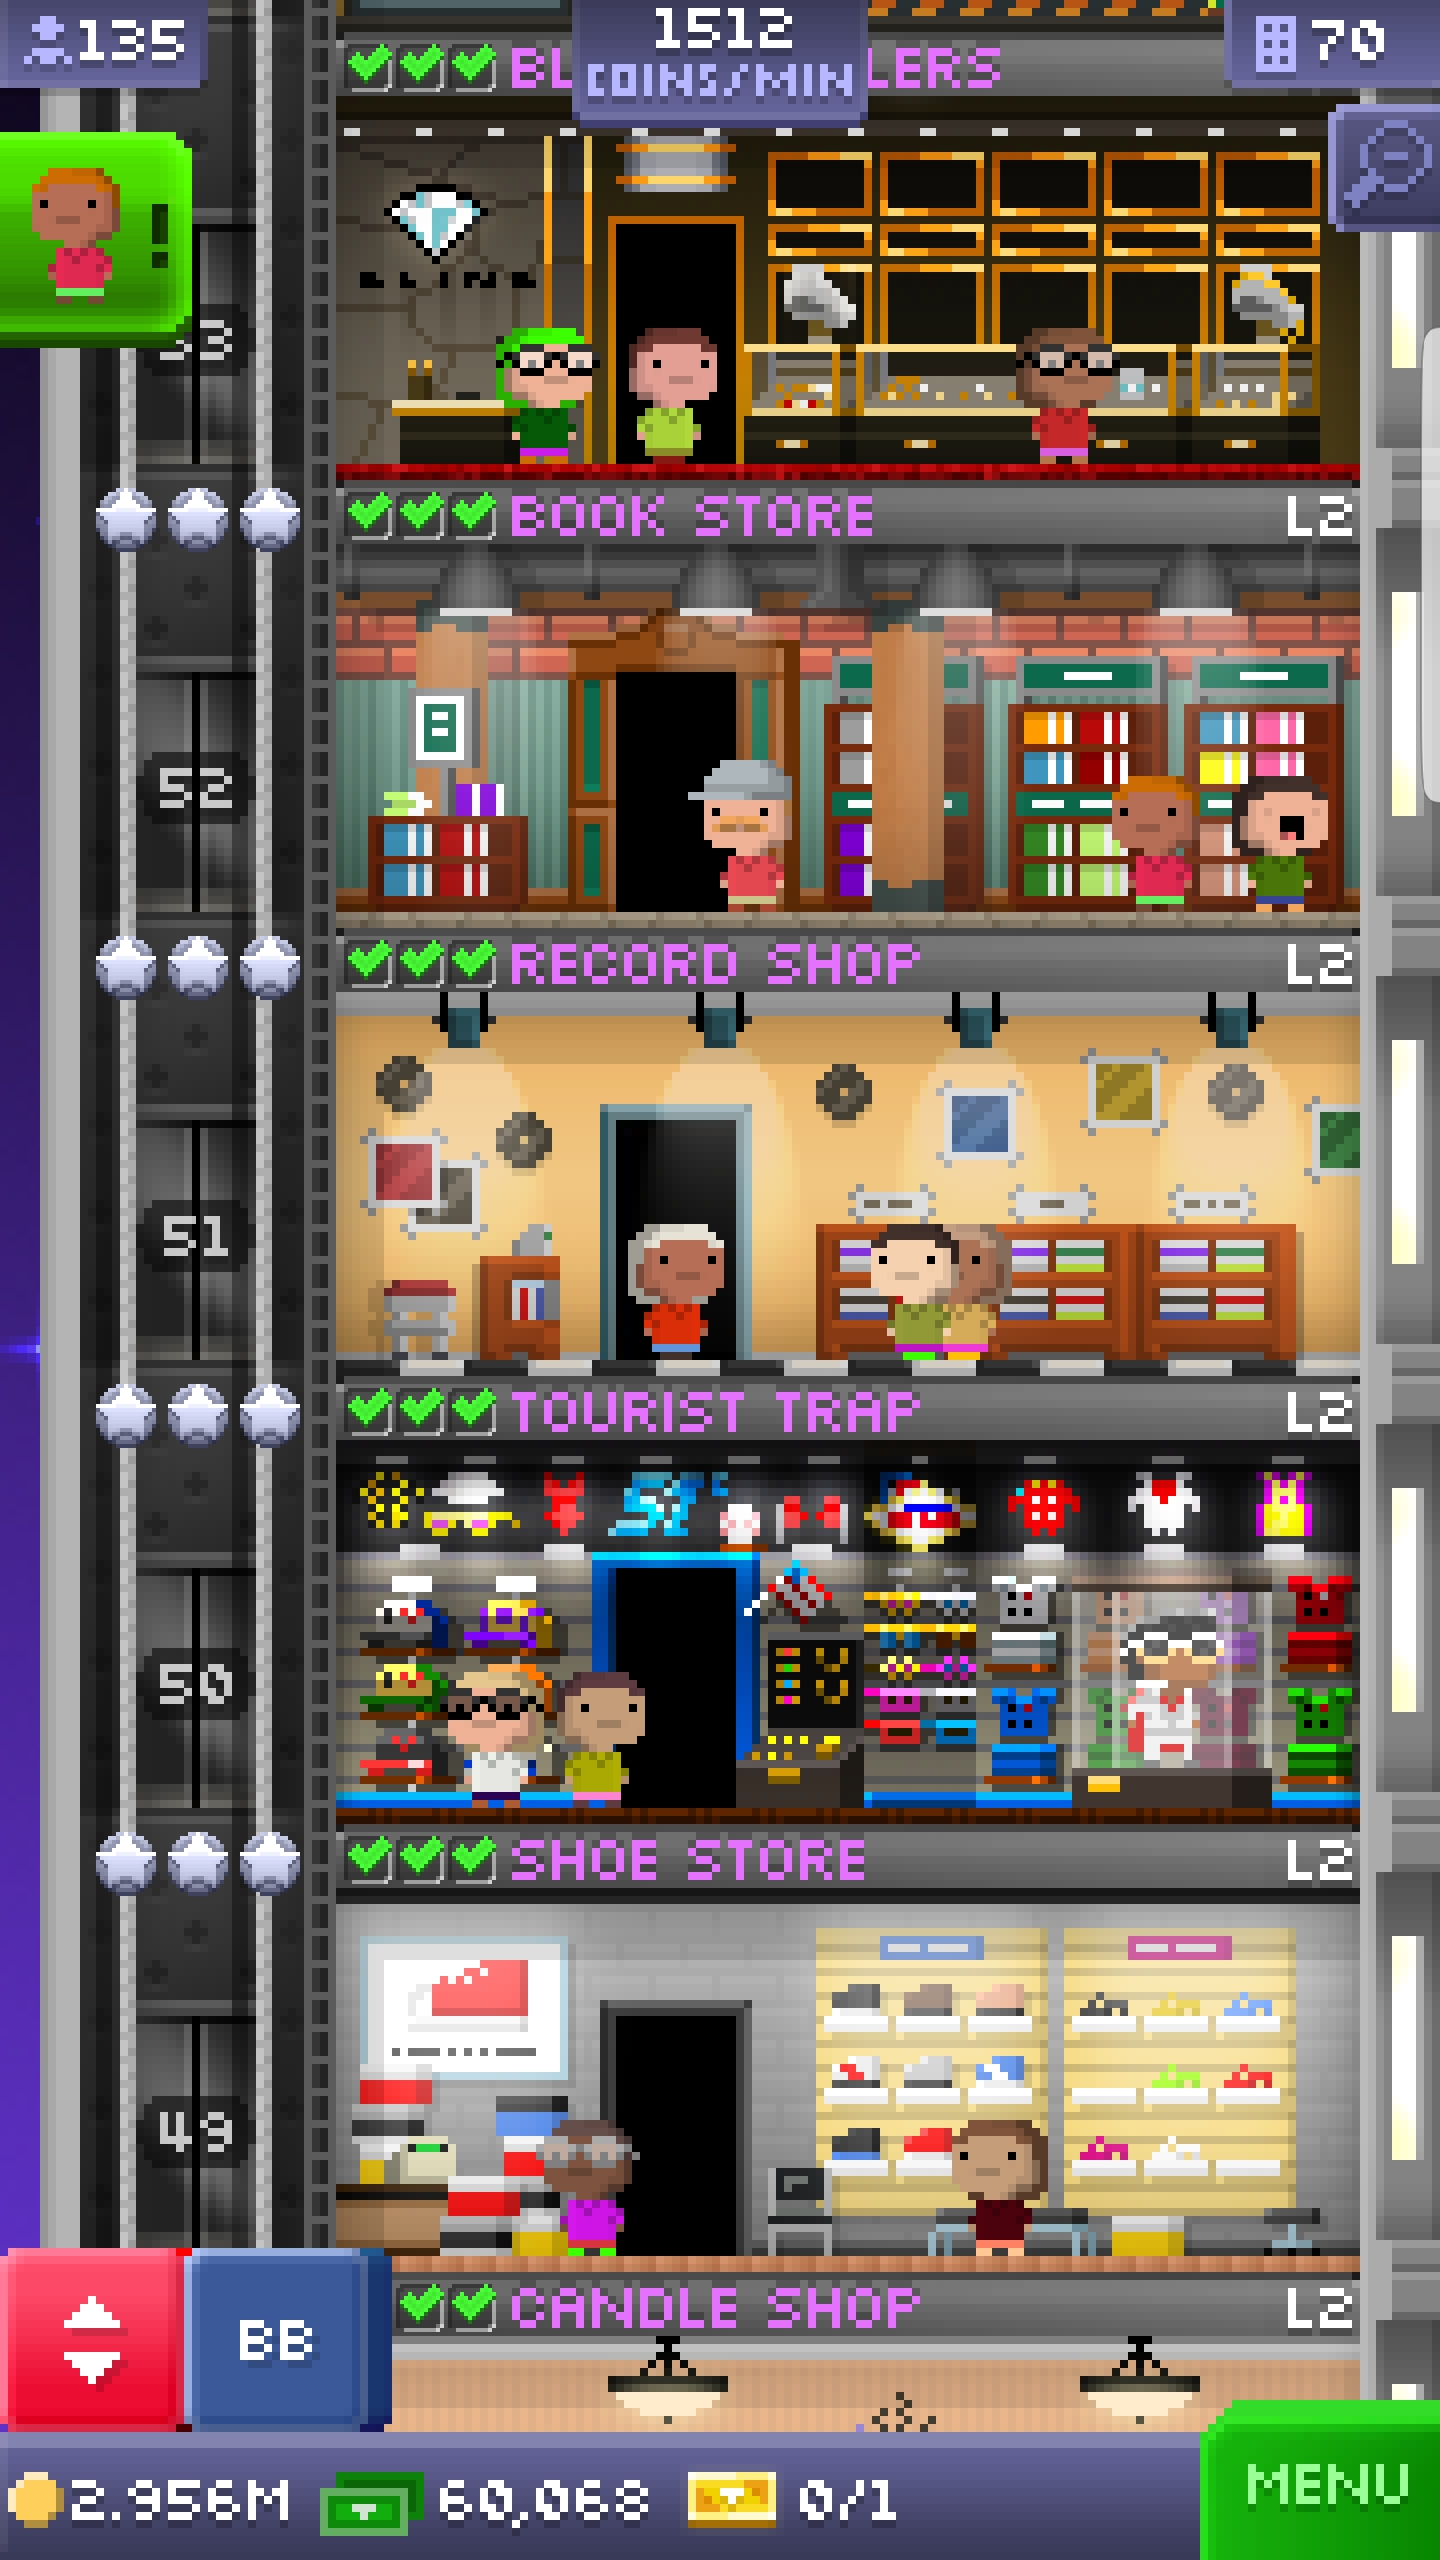 135
1512
COINS/MIN
70
BL LERS
BLING
53
BOOK STORE L2
52
RECORD SHOP L2
51
TOURIST TRAP L2
50
SHOE STORE L2
49
CANDLE SHOP L2
BB
2.956M 60,068 0/1
MENU